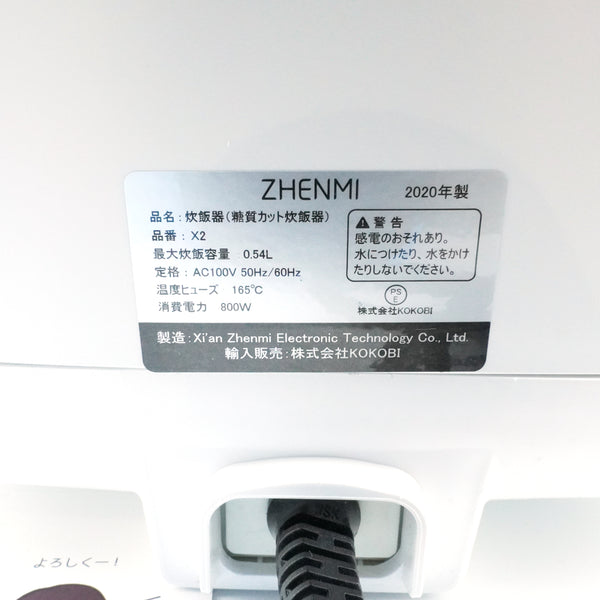 ZHENMI 2020年製
品名：炊飯器（糖質カット炊飯器）
品番：X2
最大炊飯容量 0.54L
定格：AC100V 50Hz/60Hz
温度ヒューズ 165℃
消費電力 800W
⚠警告
感電のおそれあり。
水につけたり、水をかけ
たりしないでください。
PS
E
株式会社KOKOBI
製造：Xi'an Zhenmi Electronic Technology Co., Ltd.
輸入販売：株式会社KOKOBI
よろしくー！